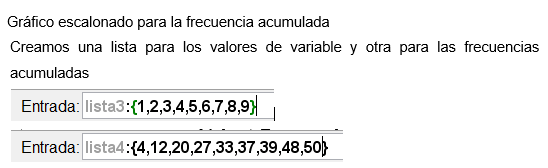 Gráfico escalonado para la frecuencia acumulada
Creamos una lista para los valores de variable y otra para las frecuencias
acumuladas
Entrada: lista3:{1,2,3,4,5,6,7,8,9}
Entrada: lista4:{4,12,20,27,33,37,39,48,50}